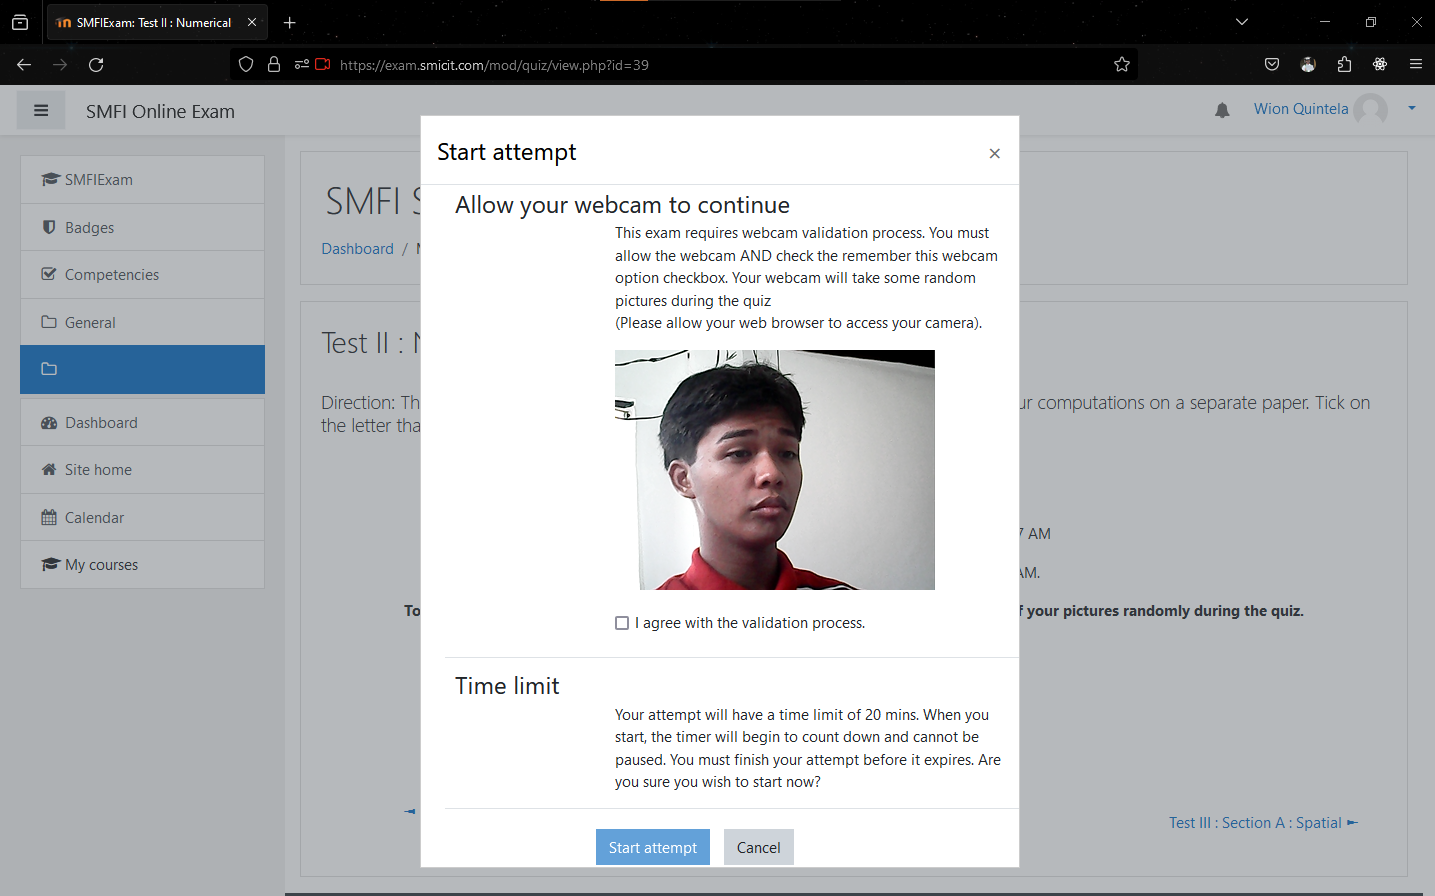 SMFIExam: Test II : Numerical
https://exam.smicit.com/mod/quiz/view.php?id=39
SMFI Online Exam
Wion Quintela
SMFIExam
Badges
Competencies
General
Dashboard
Site home
Calendar
My courses
SMFI S
Dashboard /
Test II : N
Direction: Th
ur computations on a separate paper. Tick on
the letter tha
7 AM
AM.
To
f your pictures randomly during the quiz.
Test III : Section A : Spatial
Start attempt
Allow your webcam to continue
This exam requires webcam validation process. You must
allow the webcam AND check the remember this webcam
option checkbox. Your webcam will take some random
pictures during the quiz
(Please allow your web browser to access your camera).
I agree with the validation process.
Time limit
Your attempt will have a time limit of 20 mins. When you
start, the timer will begin to count down and cannot be
paused. You must finish your attempt before it expires. Are
you sure you wish to start now?
Start attempt
Cancel